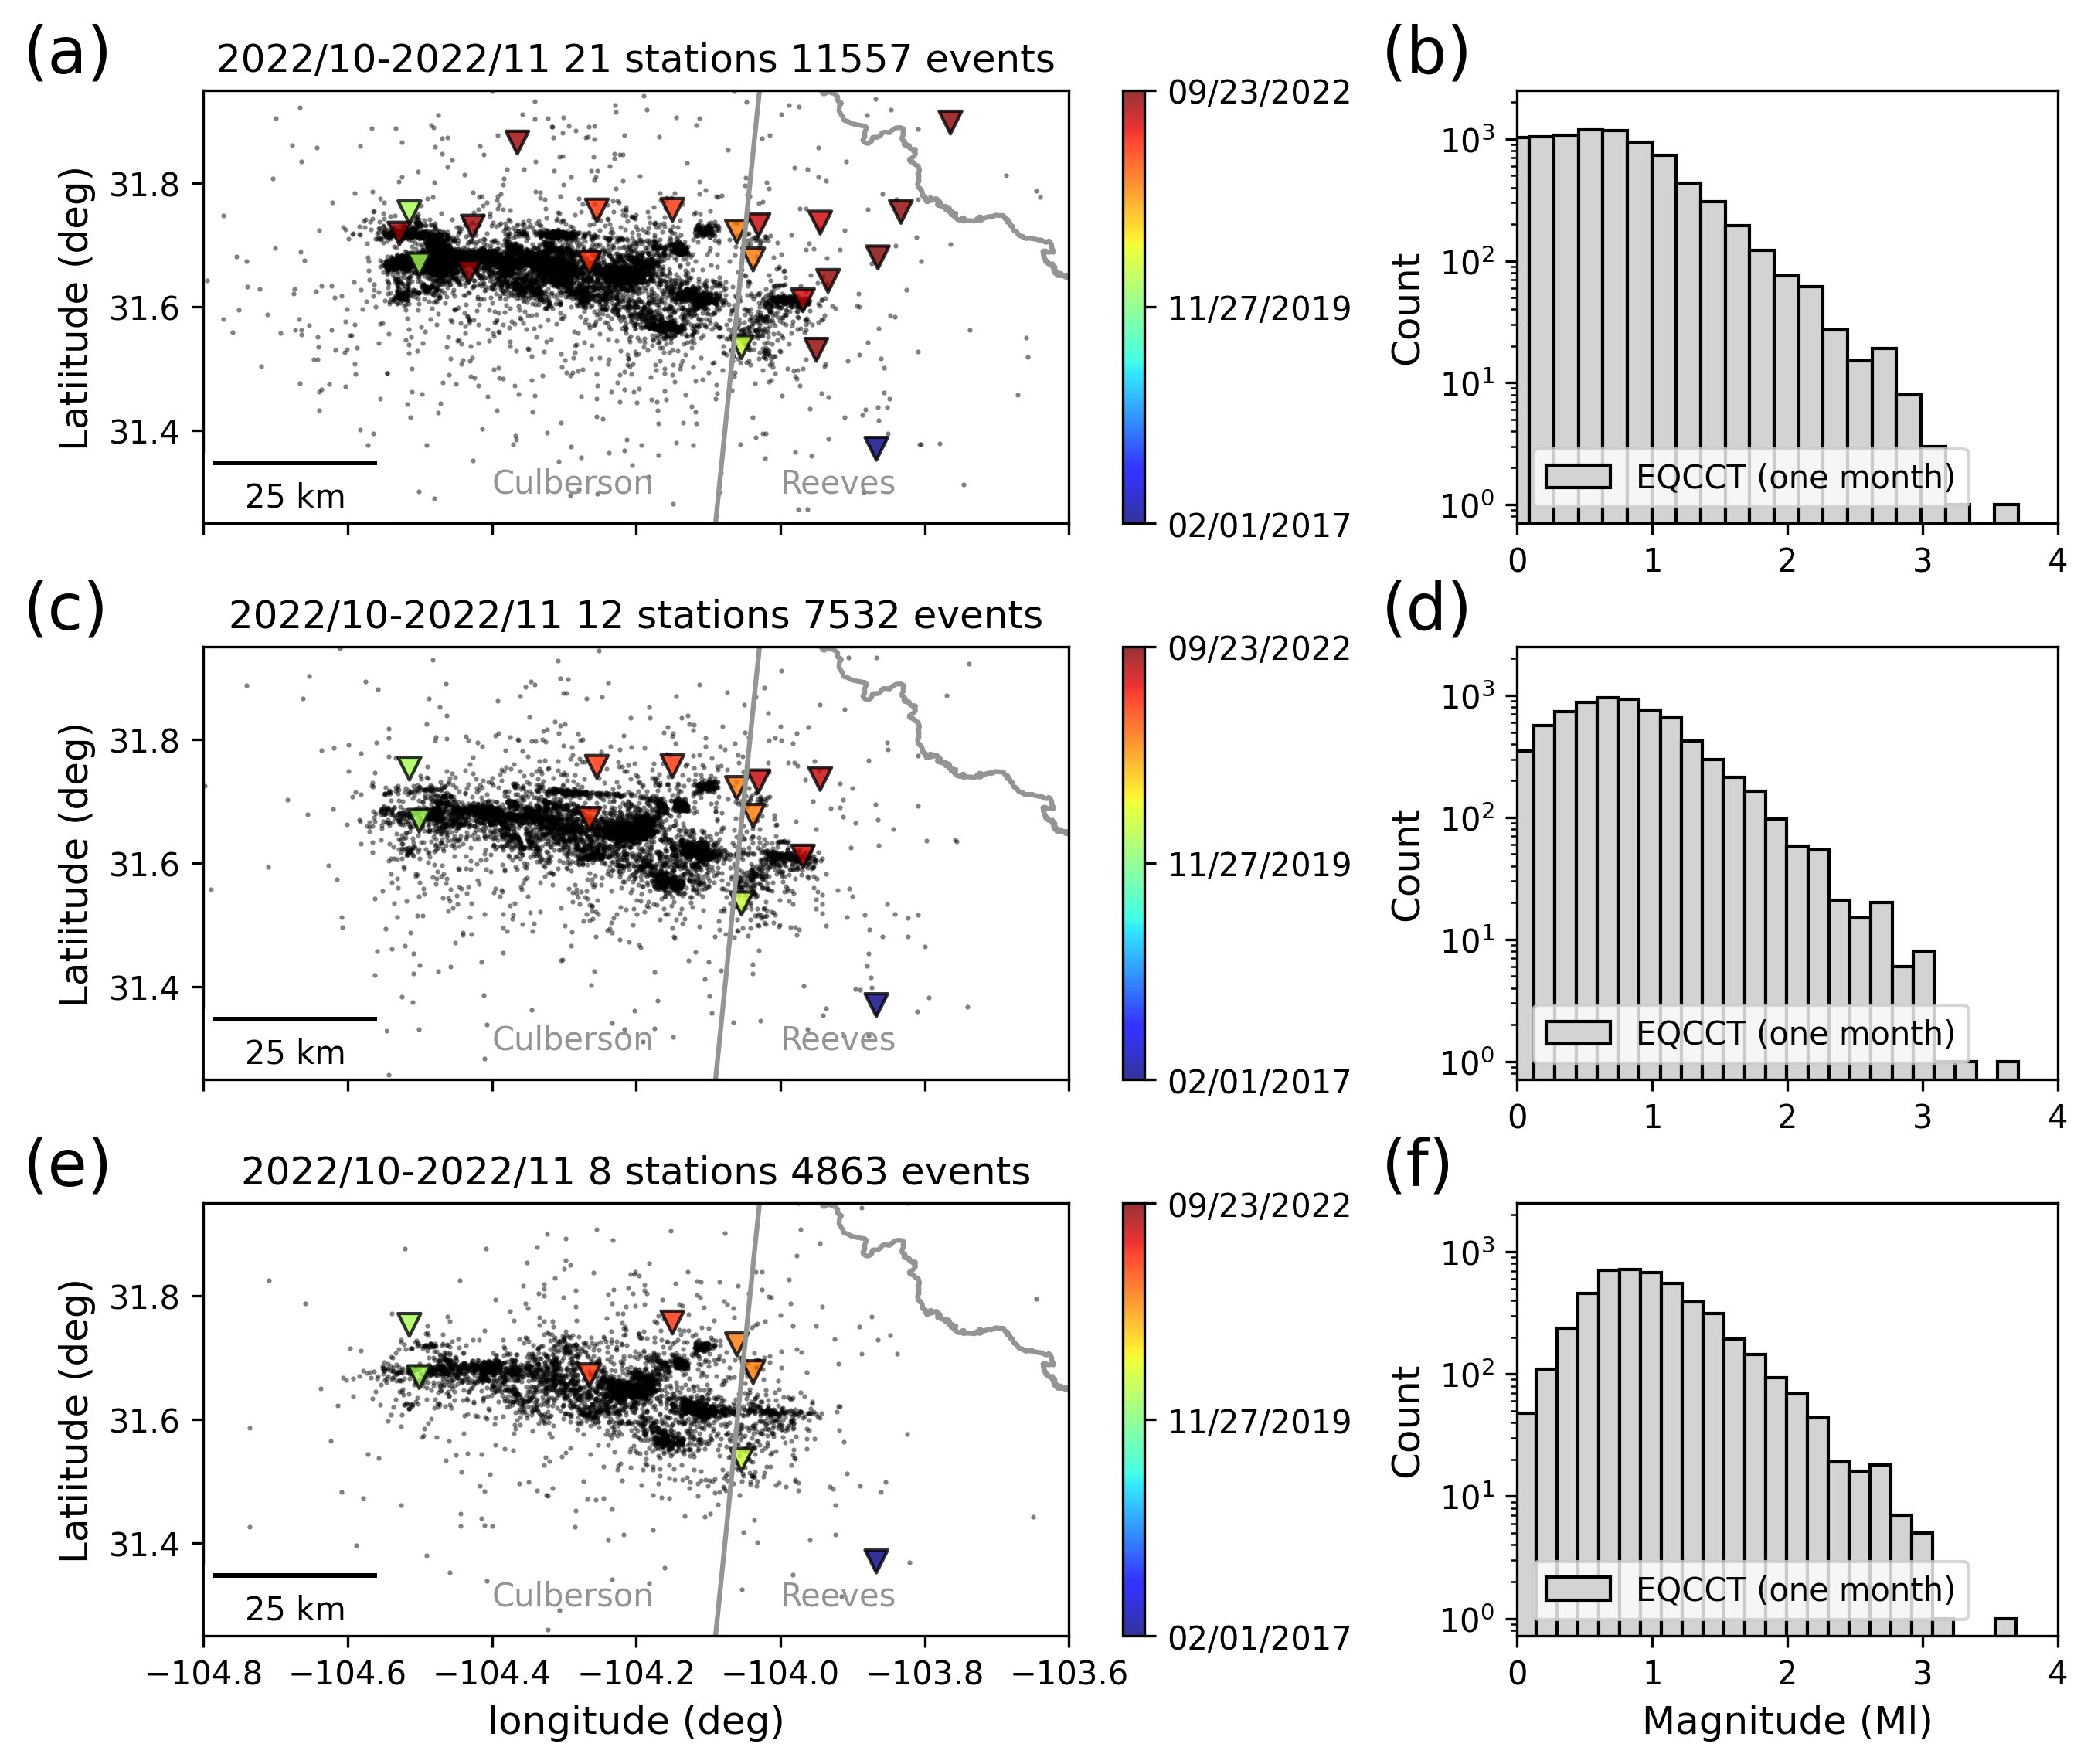 (a)
2022/10-2022/11 21 stations 11557 events
Latiitude (deg)
31.8
31.6
31.4
25 km
Culberson
Reeves
09/23/2022
11/27/2019
02/01/2017
(b)
Count
10³
10²
10¹
10⁰
EQCCT (one month)
0 1 2 3 4
(c)
2022/10-2022/11 12 stations 7532 events
Latiitude (deg)
31.8
31.6
31.4
25 km
Culberson
Reeves
09/23/2022
11/27/2019
02/01/2017
(d)
Count
10³
10²
10¹
10⁰
EQCCT (one month)
0 1 2 3 4
(e)
2022/10-2022/11 8 stations 4863 events
Latiitude (deg)
31.8
31.6
31.4
25 km
Culberson
Reeves
−104.8 −104.6 −104.4 −104.2 −104.0 −103.8 −103.6
longitude (deg)
09/23/2022
11/27/2019
02/01/2017
(f)
Count
10³
10²
10¹
10⁰
EQCCT (one month)
0 1 2 3 4
Magnitude (Ml)